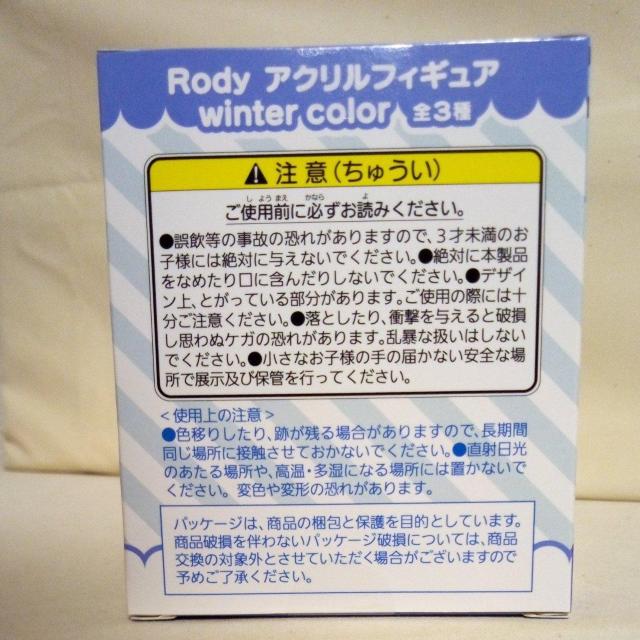 Rody アクリルフィギュア
winter color 全3種
⚠注意(ちゅうい)
しようまえ かなら よ
ご使用前に必ずお読みください。
●誤飲等の事故の恐れがありますので、3才未満のお
子様には絶対に与えないでください。●絶対に本製品
をなめたり口に含んだりしないでください。●デザイ
ン上、とがっている部分があります。ご使用の際には十
分ご注意ください。●落としたり、衝撃を与えると破損
し思わぬケガの恐れがあります。乱暴な扱いはしない
でください。●小さなお子様の手の届かない安全な場
所で展示及び保管を行ってください。
<使用上の注意>
●色移りしたり、跡が残る場合がありますので、長期間
同じ場所に接触させておかないでください。●直射日光
のあたる場所や、高温・多湿になる場所には置かないで
ください。変色や変形の恐れがあります。
パッケージは、商品の梱包と保護を目的としています。
商品破損を伴わないパッケージ破損については、商品
交換の対象外とさせていただく場合がございますので
予めご了承ください。